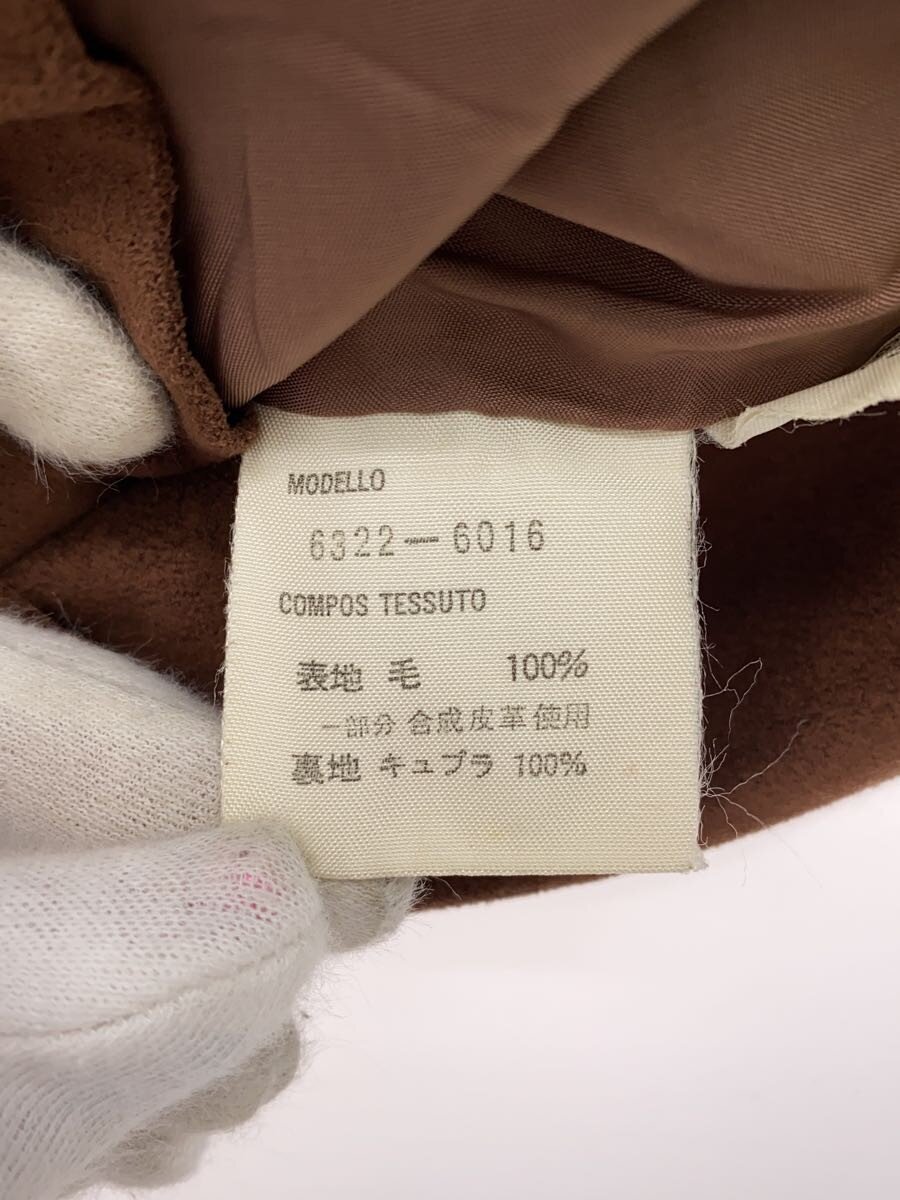 MODELLO
6322-6016
COMPOS TESSUTO
表地 毛 100%
一部分 合成皮革使用
裏地 キュプラ 100%